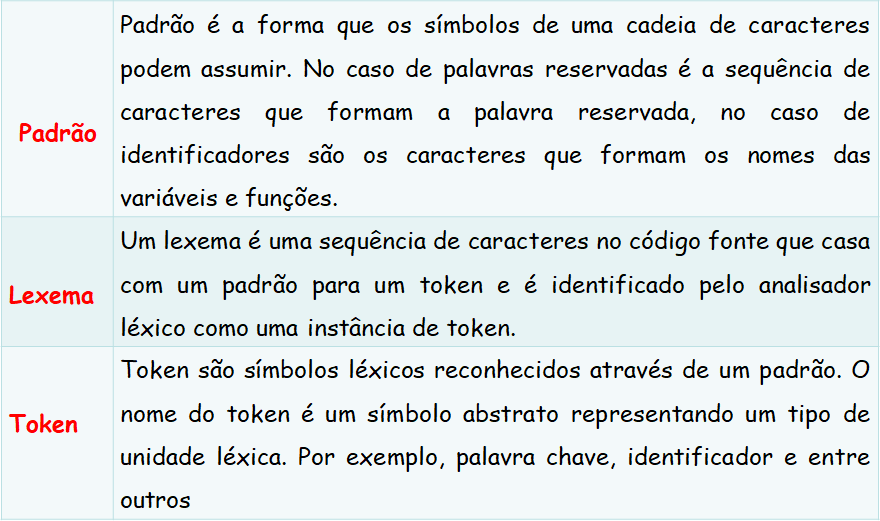 Padrão
Padrão é a forma que os símbolos de uma cadeia de caracteres
podem assumir. No caso de palavras reservadas é a sequência de
caracteres que formam a palavra reservada, no caso de
identificadores são os caracteres que formam os nomes das
variáveis e funções.
Lexema
Um lexema é uma sequência de caracteres no código fonte que casa
com um padrão para um token e é identificado pelo analisador
léxico como uma instância de token.
Token
Token são símbolos léxicos reconhecidos através de um padrão. O
nome do token é um símbolo abstrato representando um tipo de
unidade léxica. Por exemplo, palavra chave, identificador e entre
outros